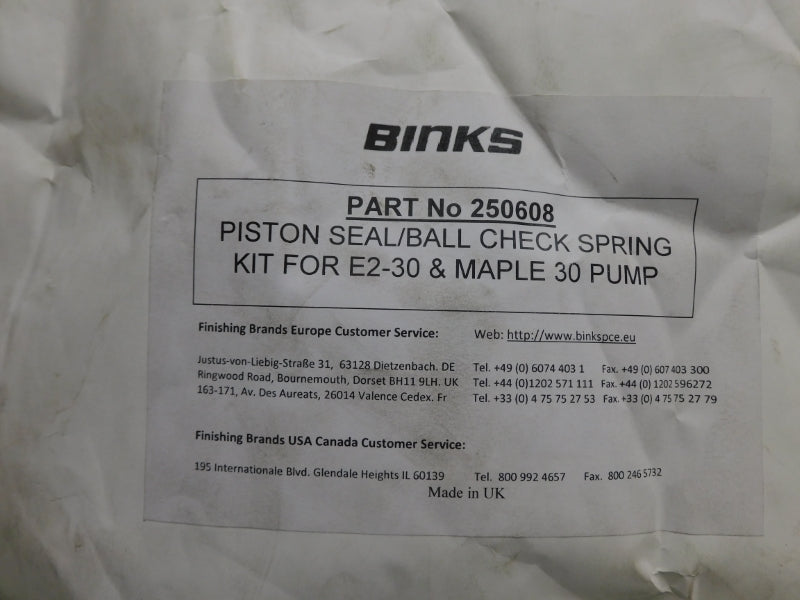 BINKS
PART No 250608
PISTON SEAL/BALL CHECK SPRING
KIT FOR E2-30 & MAPLE 30 PUMP
Finishing Brands Europe Customer Service: Web: http://www.binkspce.eu
Justus-von-Liebig-Straße 31, 63128 Dietzenbach. DE Tel. +49 (0) 6074 403 1 Fax. +49 (0) 607 403 300
Ringwood Road, Bournemouth, Dorset BH11 9LH. UK Tel. +44 (0)1202 571 111 Fax. +44 (0) 1202 596272
163-171, Av. Des Aureats, 26014 Valence Cedex. Fr Tel. +33 (0) 4 75 75 27 53 Fax. +33 (0) 4 75 75 27 79
Finishing Brands USA Canada Customer Service:
195 Internationale Blvd. Glendale Heights IL 60139 Tel. 800 992 4657 Fax. 800 246 5732
Made in UK